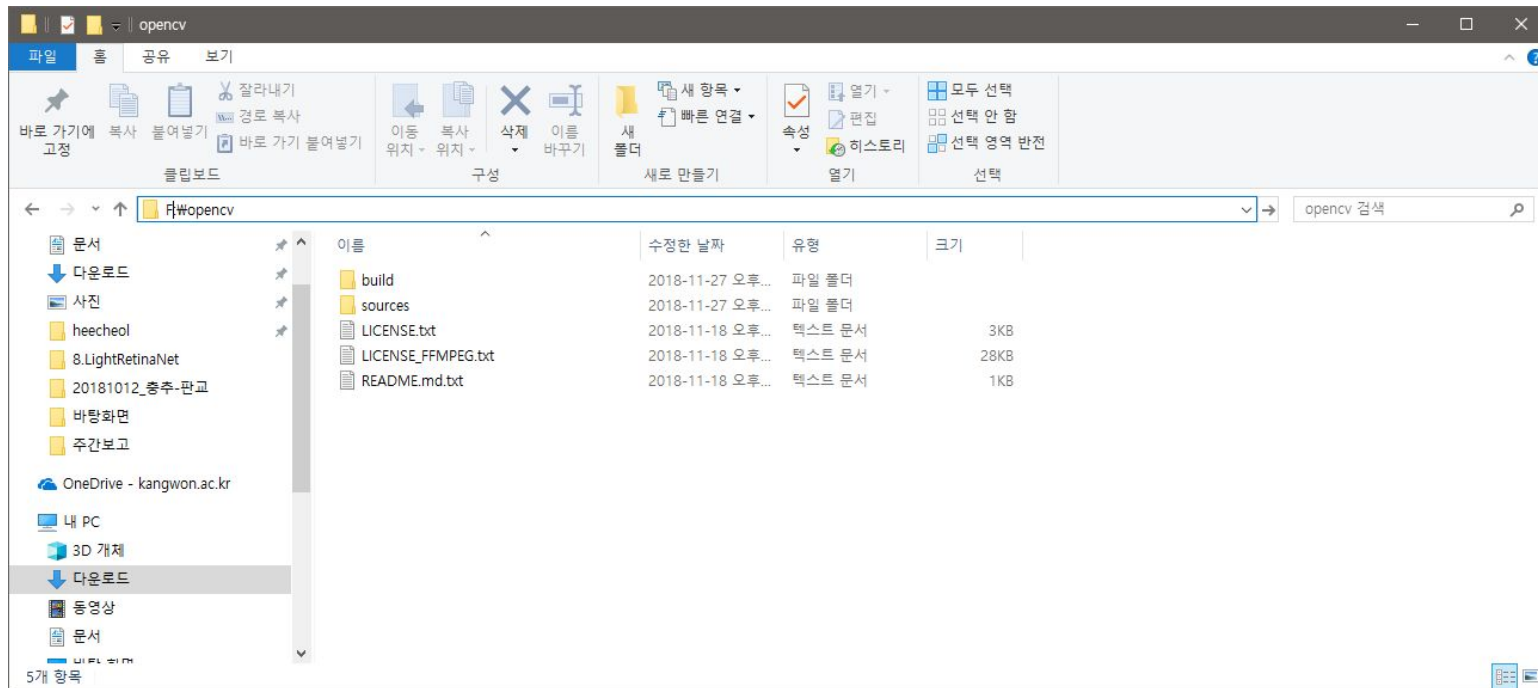 opencv
파일 홈 공유 보기
바로 가기에 고정
복사
붙여넣기
잘라내기
경로 복사
바로 가기 붙여넣기
클립보드
이동 위치
복사 위치
삭제
이름 바꾸기
구성
새 폴더
새 항목
빠른 연결
새로 만들기
속성
열기
편집
히스토리
열기
모두 선택
선택 안 함
선택 영역 반전
선택
₩opencv
opencv 검색
문서
다운로드
사진
heecheol
8.LightRetinaNet
20181012_충추-판교
바탕화면
주간보고
OneDrive - kangwon.ac.kr
내 PC
3D 개체
다운로드
동영상
문서
이름 수정한 날짜 유형 크기
build 2018-11-27 오후... 파일 폴더
sources 2018-11-27 오후... 파일 폴더
LICENSE.txt 2018-11-18 오후... 텍스트 문서 3KB
LICENSE_FFMPEG.txt 2018-11-18 오후... 텍스트 문서 28KB
README.md.txt 2018-11-18 오후... 텍스트 문서 1KB
5개 항목